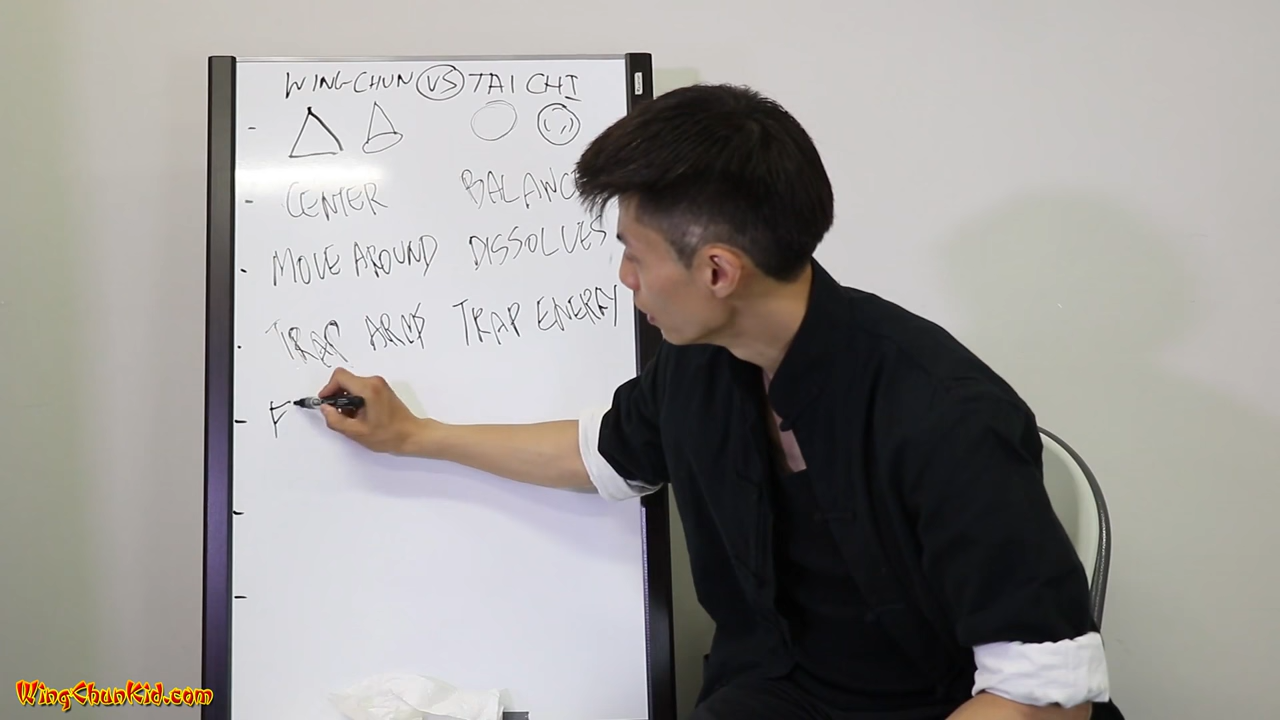 WING CHUN VS TAI CHI
CENTER BALANC
MOVE AROUND DISSOLVES
TRAP ARMS TRAP ENERGY
F
WingChunKid.com